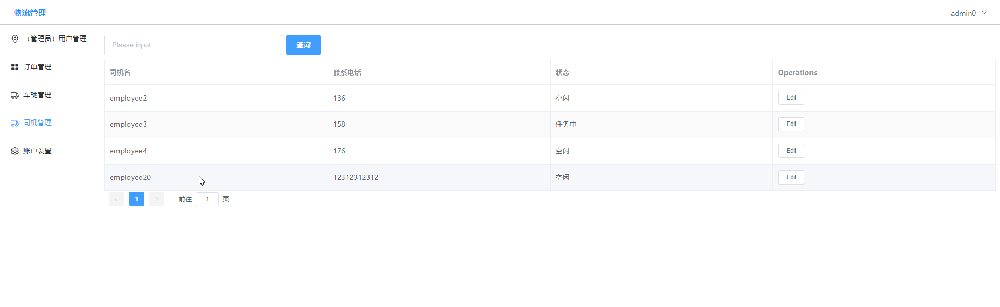 物流管理
admin0
（管理员）用户管理
订单管理
车辆管理
司机管理
账户设置
Please input
查询
司机名 联系电话 状态 Operations
employee2 136 空闲 Edit
employee3 158 任务中 Edit
employee4 176 空闲 Edit
employee20 12312312312 空闲 Edit
1 前往 1 页